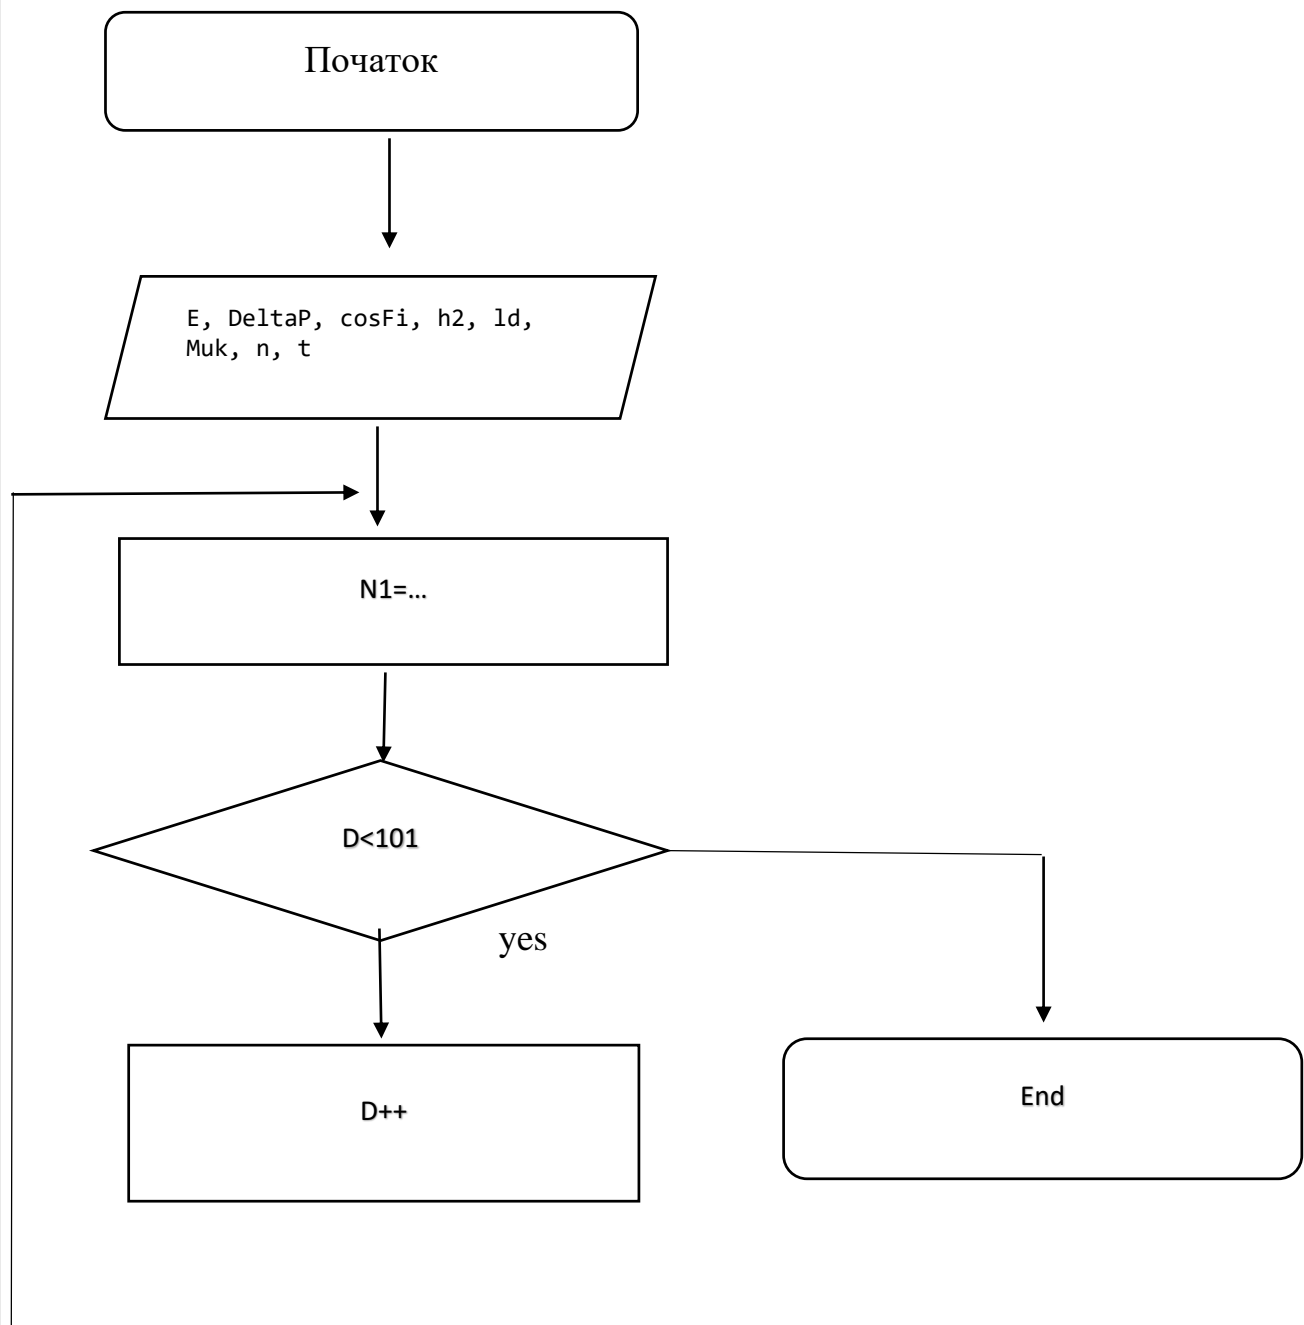 Початок
E, DeltaP, cosFi, h2, ld,
Muk, n, t
N1=...
D<101
yes
D++
End